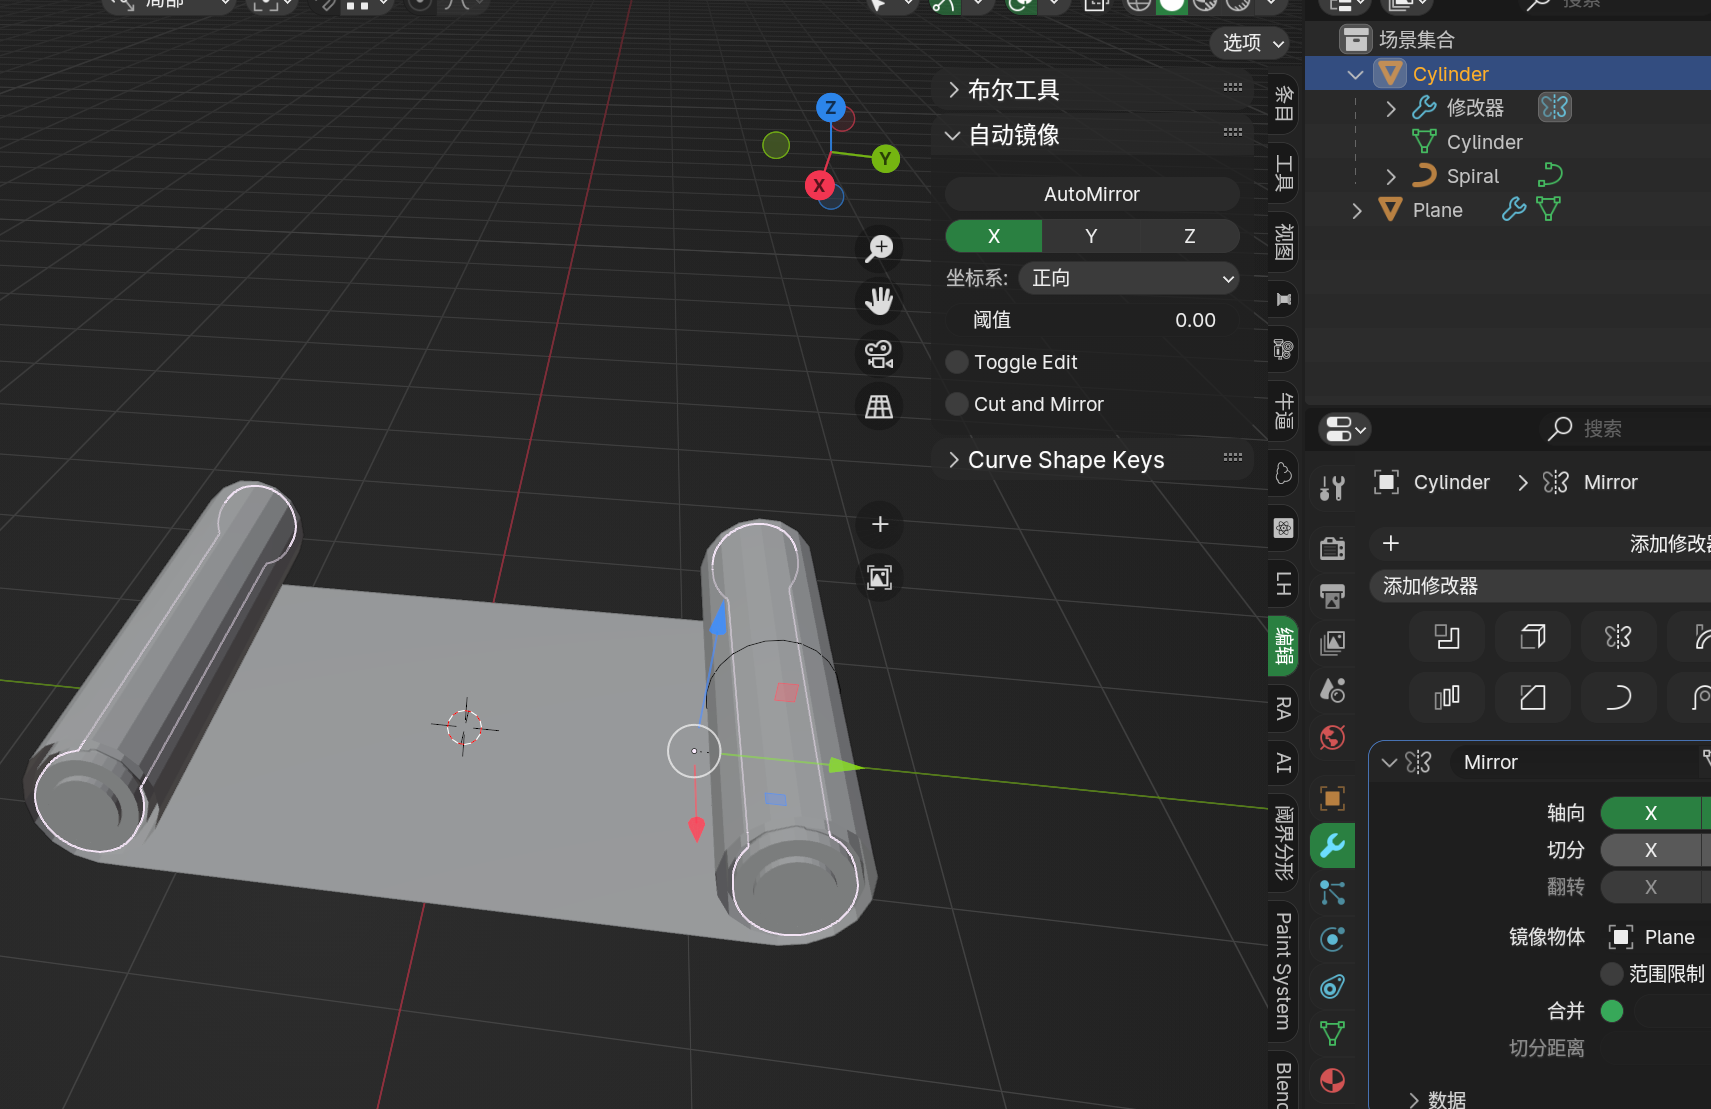 局部
搜索
选项
场景集合
Cylinder
修改器
Cylinder
Spiral
Plane
Z
Y
X
布尔工具
自动镜像
AutoMirror
X
Y
Z
坐标系:
正向
阈值
0.00
Toggle Edit
Cut and Mirror
Curve Shape Keys
条目
工具
视图
牛逼
LH
编辑
RA
AI
阈界分形
Paint System
Blend
搜索
Cylinder
Mirror
添加修改器
添加修改器
Mirror
轴向
X
切分
X
翻转
X
镜像物体
Plane
范围限制
合并
切分距离
数据